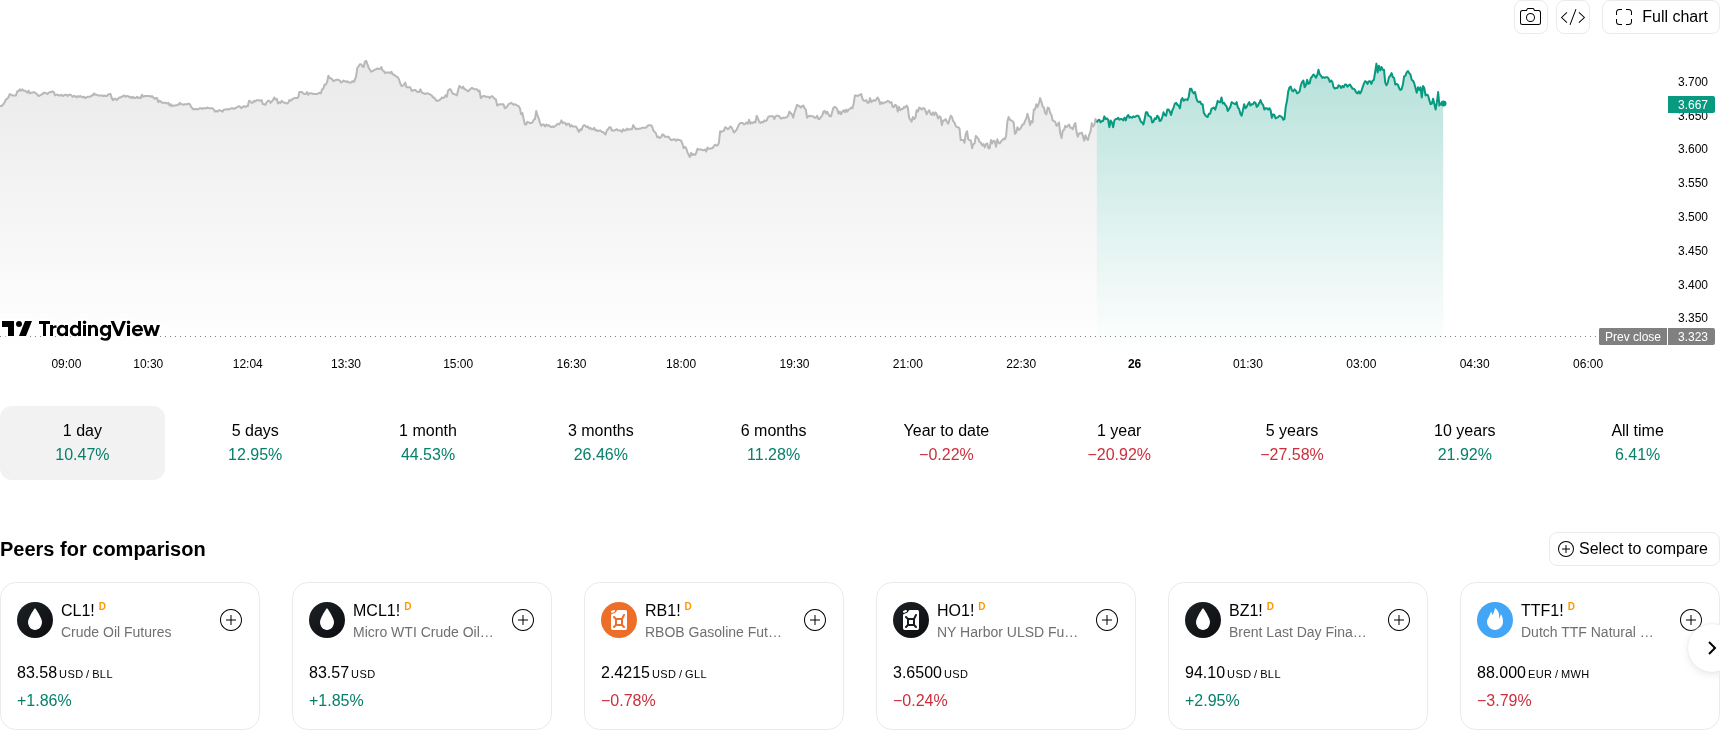 Full chart
3.700
3.667
3.650
3.600
3.550
3.500
3.450
3.400
3.350
TradingView
Prev close 3.323
09:00 10:30 12:04 13:30 15:00 16:30 18:00 19:30 21:00 22:30 26 01:30 03:00 04:30 06:00
1 day 5 days 1 month 3 months 6 months Year to date 1 year 5 years 10 years All time
10.47% 12.95% 44.53% 26.46% 11.28% −0.22% −20.92% −27.58% 21.92% 6.41%
Peers for comparison
Select to compare
CL1! D
Crude Oil Futures
83.58 USD / BLL
+1.86%
MCL1! D
Micro WTI Crude Oil…
83.57 USD
+1.85%
RB1! D
RBOB Gasoline Fut…
2.4215 USD / GLL
−0.78%
HO1! D
NY Harbor ULSD Fu…
3.6500 USD
−0.24%
BZ1! D
Brent Last Day Fina…
94.10 USD / BLL
+2.95%
TTF1! D
Dutch TTF Natural …
88.000 EUR / MWH
−3.79%